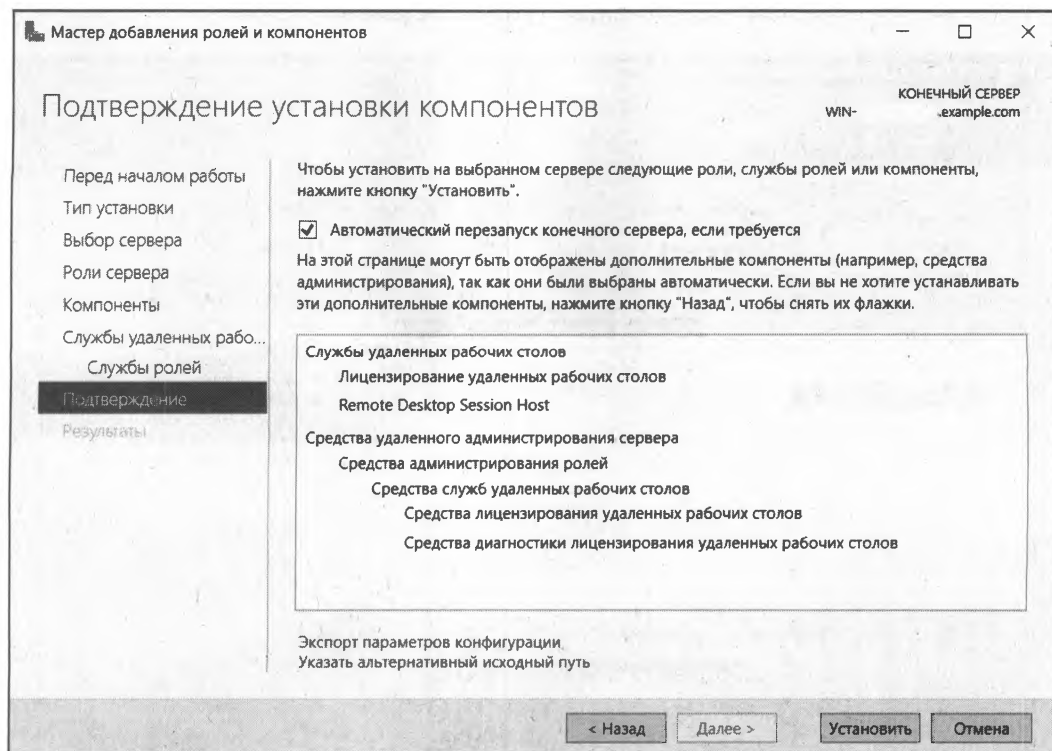 Мастер добавления ролей и компонентов
Подтверждение установки компонентов
КОНЕЧНЫЙ СЕРВЕР
WIN- .example.com
Перед началом работы
Тип установки
Выбор сервера
Роли сервера
Компоненты
Службы удаленных рабо...
Службы ролей
Подтверждение
Результаты
Чтобы установить на выбранном сервере следующие роли, службы ролей или компоненты,
нажмите кнопку "Установить".
Автоматический перезапуск конечного сервера, если требуется
На этой странице могут быть отображены дополнительные компоненты (например, средства
администрирования), так как они были выбраны автоматически. Если вы не хотите устанавливать
эти дополнительные компоненты, нажмите кнопку "Назад", чтобы снять их флажки.
Службы удаленных рабочих столов
Лицензирование удаленных рабочих столов
Remote Desktop Session Host
Средства удаленного администрирования сервера
Средства администрирования ролей
Средства служб удаленных рабочих столов
Средства лицензирования удаленных рабочих столов
Средства диагностики лицензирования удаленных рабочих столов
Экспорт параметров конфигурации
Указать альтернативный исходный путь
< Назад
Далее >
Установить
Отмена